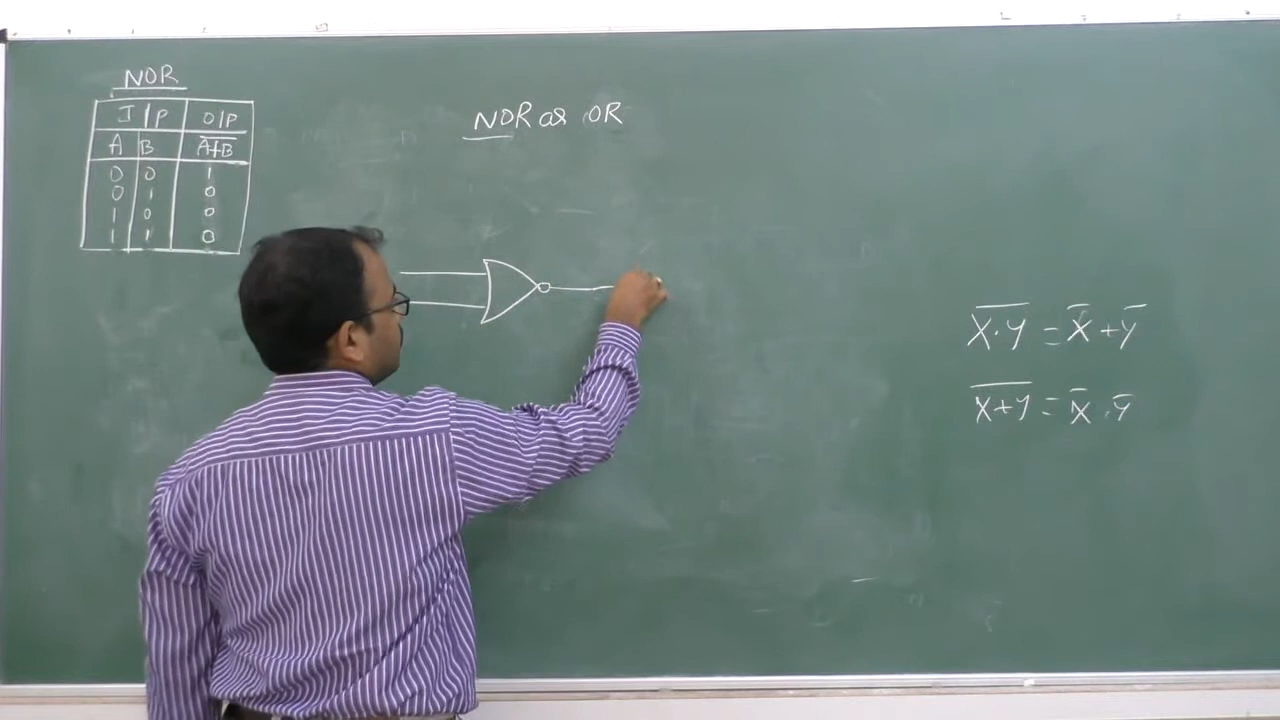 NOR
I/P O/P
A B A̅+̅B̅
0 0 1
0 1 0
1 0 0
1 1 0
NOR as OR
X̅.̅Y̅ = X̅ + Y̅
X̅+̅Y̅ = X̅ . Y̅